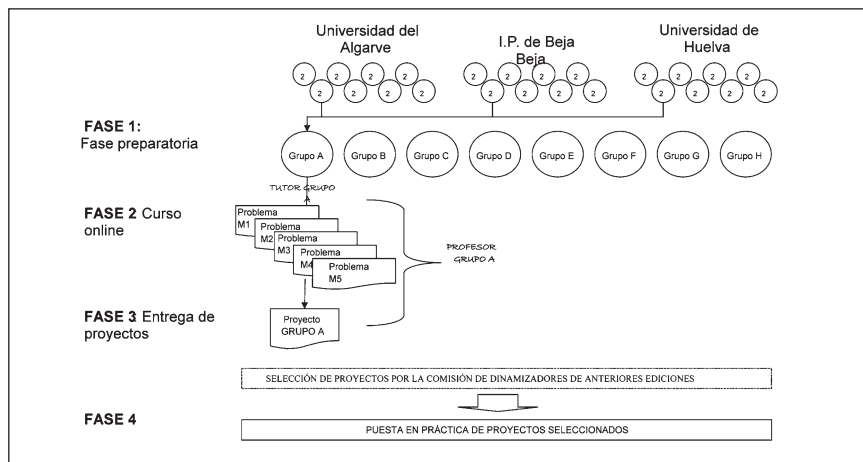 Universidad del
Algarve
I.P. de Beja
Beja
Universidad de
Huelva
2 2 2 2 2 2 2 2
2 2 2 2 2 2 2 2
2 2 2 2 2 2 2 2
FASE 1:
Fase preparatoria
Grupo A
Grupo B
Grupo C
Grupo D
Grupo E
Grupo F
Grupo G
Grupo H
TUTOR GRUPO
A
FASE 2 Curso
online
Problema
M1
Problema
M2
Problema
M3
Problema
M4
Problema
M5
PROFESOR
GRUPO A
FASE 3 Entrega de
proyectos
Proyecto
GRUPO A
SELECCIÓN DE PROYECTOS POR LA COMISIÓN DE DINAMIZADORES DE ANTERIORES EDICIONES
FASE 4
PUESTA EN PRÁCTICA DE PROYECTOS SELECCIONADOS